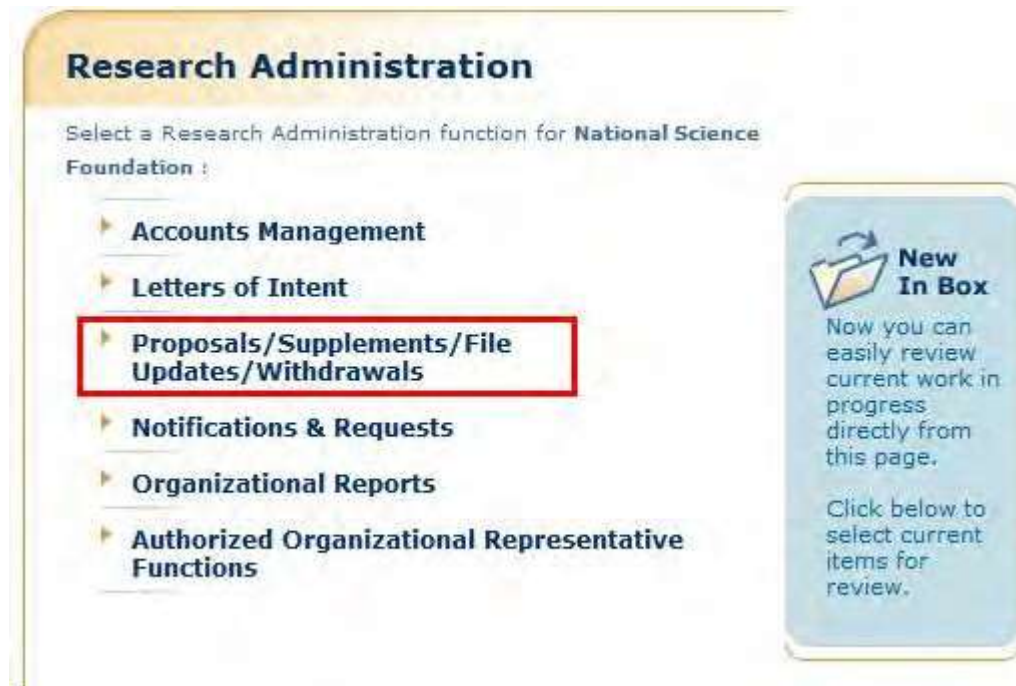 Research Administration
Select a Research Administration function for National Science
Foundation :
Accounts Management
Letters of Intent
Proposals/Supplements/File
Updates/Withdrawals
Notifications & Requests
Organizational Reports
Authorized Organizational Representative
Functions
New
In Box
Now you can
easily review
current work in
progress
directly from
this page.
Click below to
select current
items for
review.